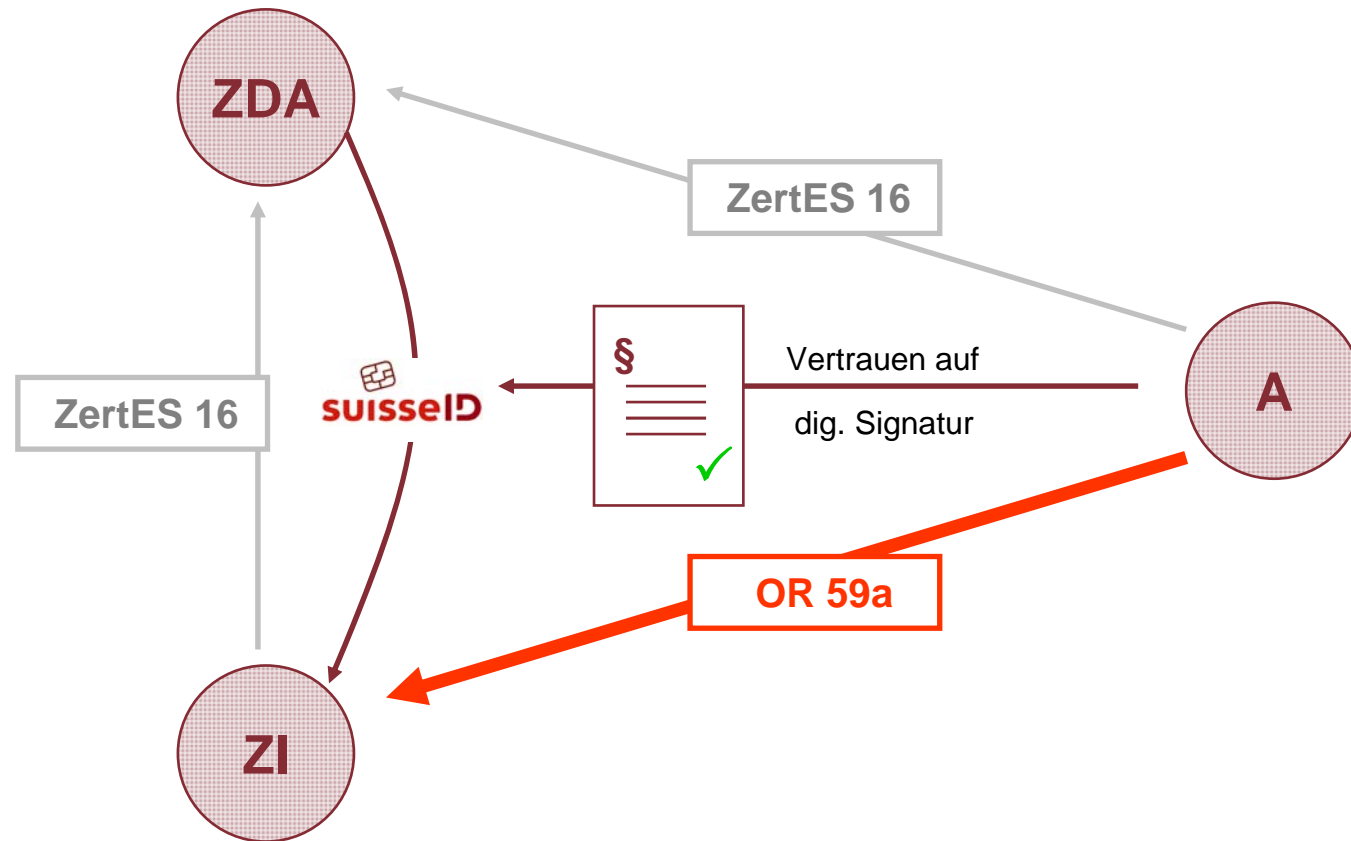 ZDA
ZertES 16
§
Vertrauen auf
ZertES 16
suisseID
dig. Signatur
A
OR 59a
ZI